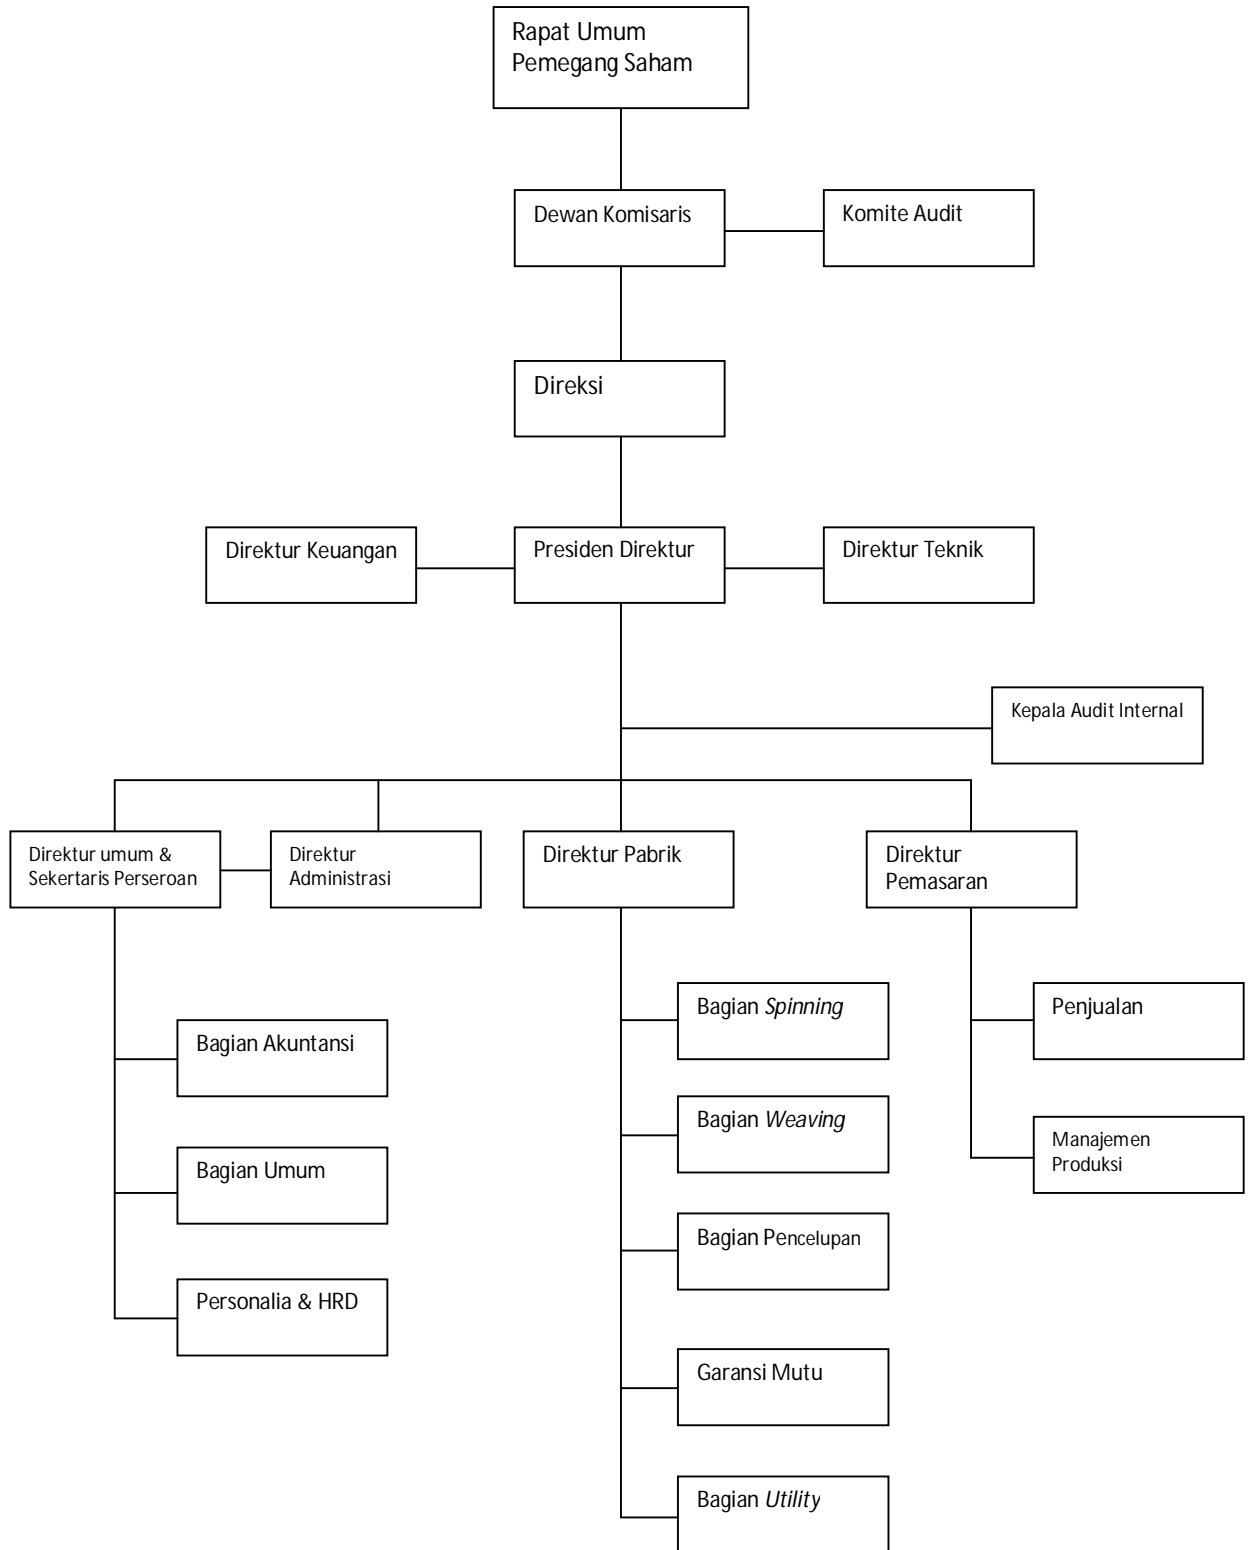 Rapat Umum
Pemegang Saham
Dewan Komisaris
Komite Audit
Direksi
Direktur Keuangan
Presiden Direktur
Direktur Teknik
Kepala Audit Internal
Direktur umum &
Sekertaris Perseroan
Direktur
Administrasi
Direktur Pabrik
Direktur
Pemasaran
Bagian Akuntansi
Bagian Umum
Personalia & HRD
Bagian Spinning
Bagian Weaving
Bagian Pencelupan
Garansi Mutu
Bagian Utility
Penjualan
Manajemen
Produksi